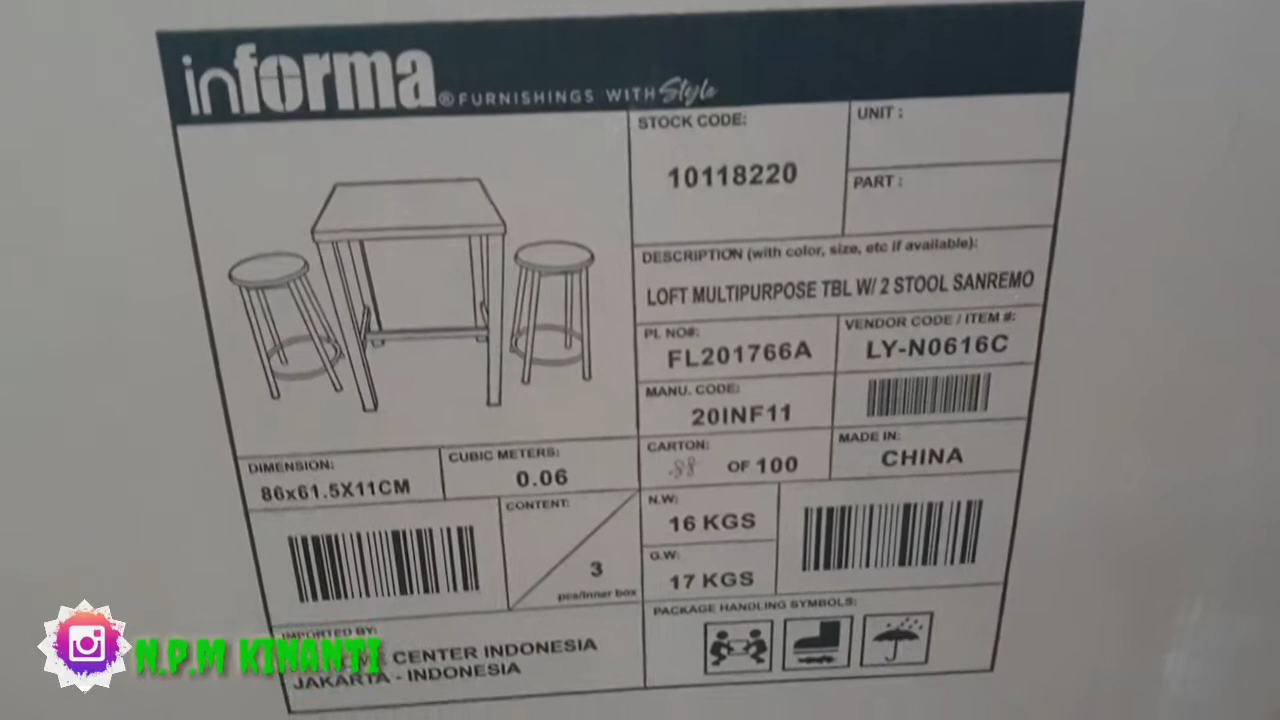 informa ® FURNISHINGS WITH Style
STOCK CODE:
10118220
UNIT :
PART :
DESCRIPTION (with color, size, etc if available):
LOFT MULTIPURPOSE TBL W/ 2 STOOL SANREMO
PL NO#:
FL201766A
VENDOR CODE / ITEM #:
LY-N0616C
MANU. CODE:
20INF11
CARTON:
88 OF 100
MADE IN:
CHINA
DIMENSION:
86x61.5X11CM
CUBIC METERS:
0.06
CONTENT:
3
pcs/inner box
N.W:
16 KGS
G.W:
17 KGS
PACKAGE HANDLING SYMBOLS:
IMPORTED BY:
CENTER INDONESIA
JAKARTA - INDONESIA
N.P.M KINANTI